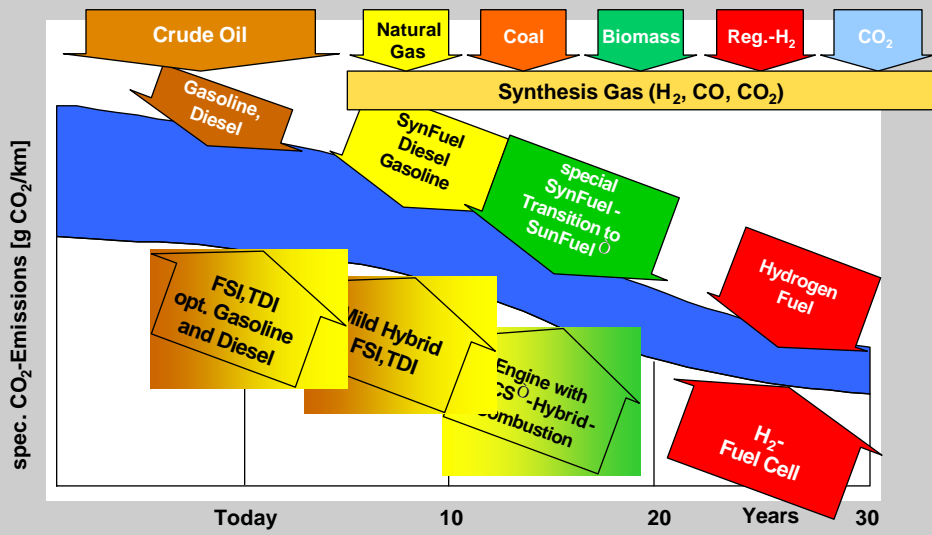 Crude Oil
Natural
Gas
Coal
Biomass
Reg.-H₂
CO₂
Synthesis Gas (H₂, CO, CO₂)
Gasoline,
Diesel
SynFuel
Diesel
Gasoline
special
SynFuel -
Transition to
SunFuel Ô
Hydrogen
Fuel
spec. CO₂-Emissions [g CO₂/km]
FSI,TDI
opt. Gasoline
and Diesel
Mild Hybrid
FSI,TDI
Engine with
CCSÔ-Hybrid-
Combustion
H₂-
Fuel Cell
Today
10
20
Years
30